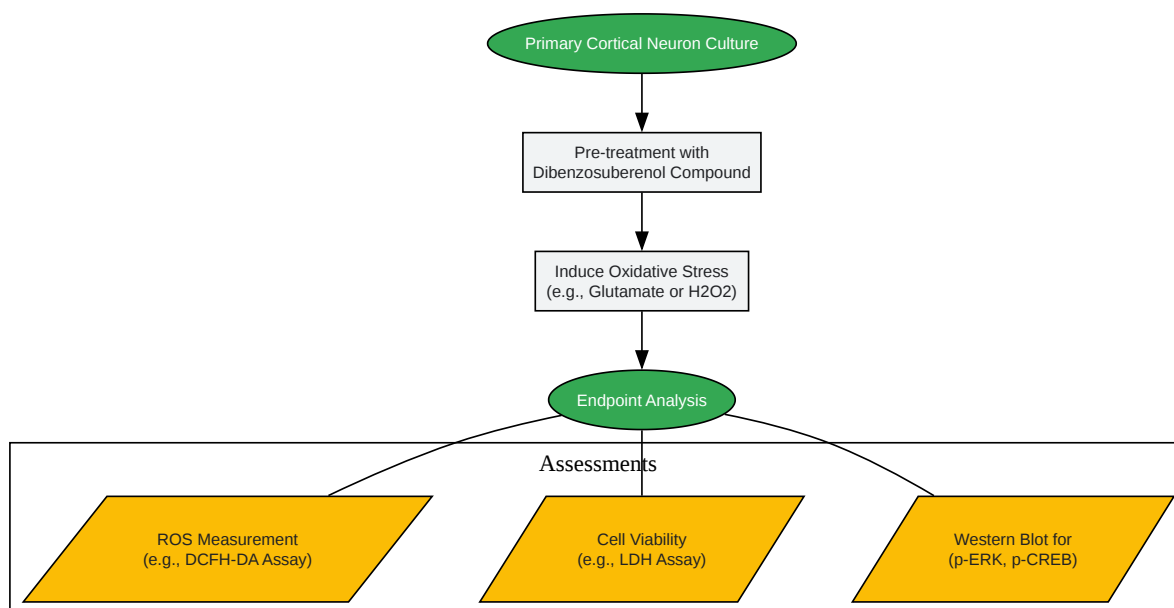 Primary Cortical Neuron Culture
Pre-treatment with
Dibenzosuberenol Compound
Induce Oxidative Stress
(e.g., Glutamate or H2O2)
Endpoint Analysis
Assessments
ROS Measurement
(e.g., DCFH-DA Assay)
Cell Viability
(e.g., LDH Assay)
Western Blot for
(p-ERK, p-CREB)